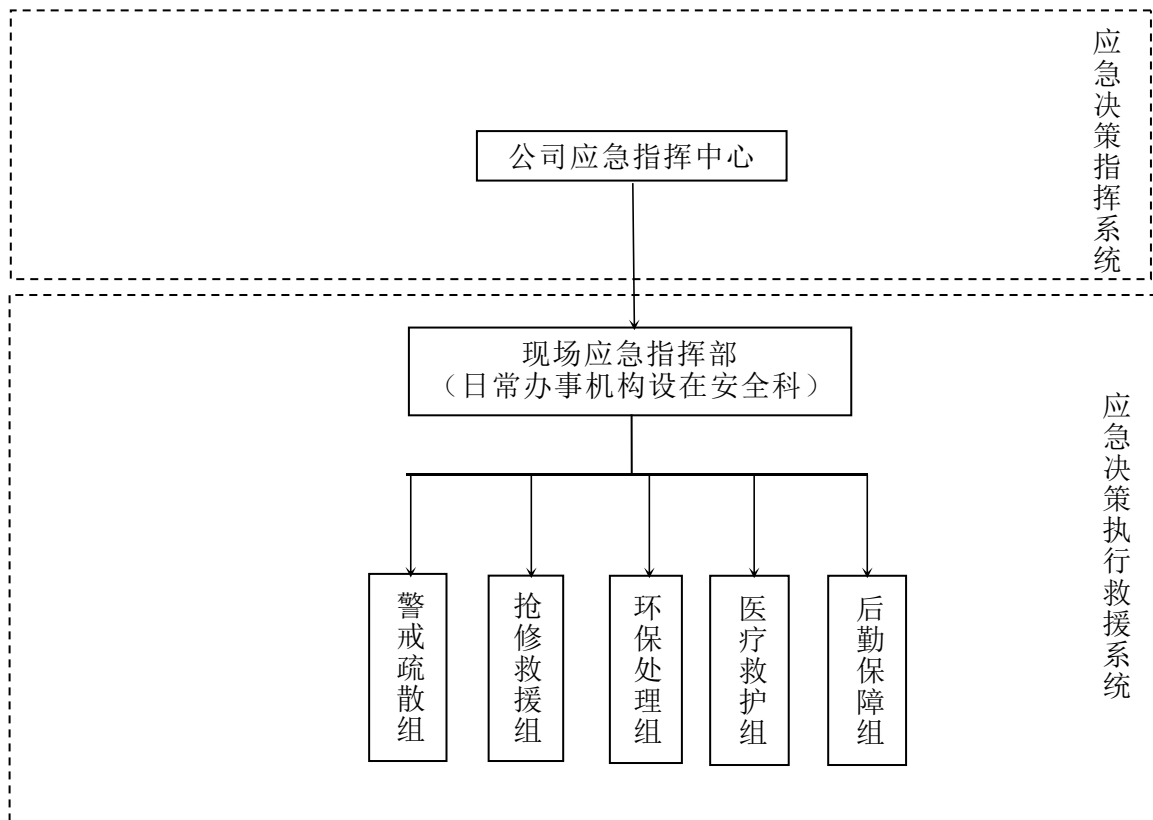 应急决策指挥系统
公司应急指挥中心
现场应急指挥部
（日常办事机构设在安全科）
应急决策执行救援系统
警戒疏散组
抢修救援组
环保处理组
医疗救护组
后勤保障组